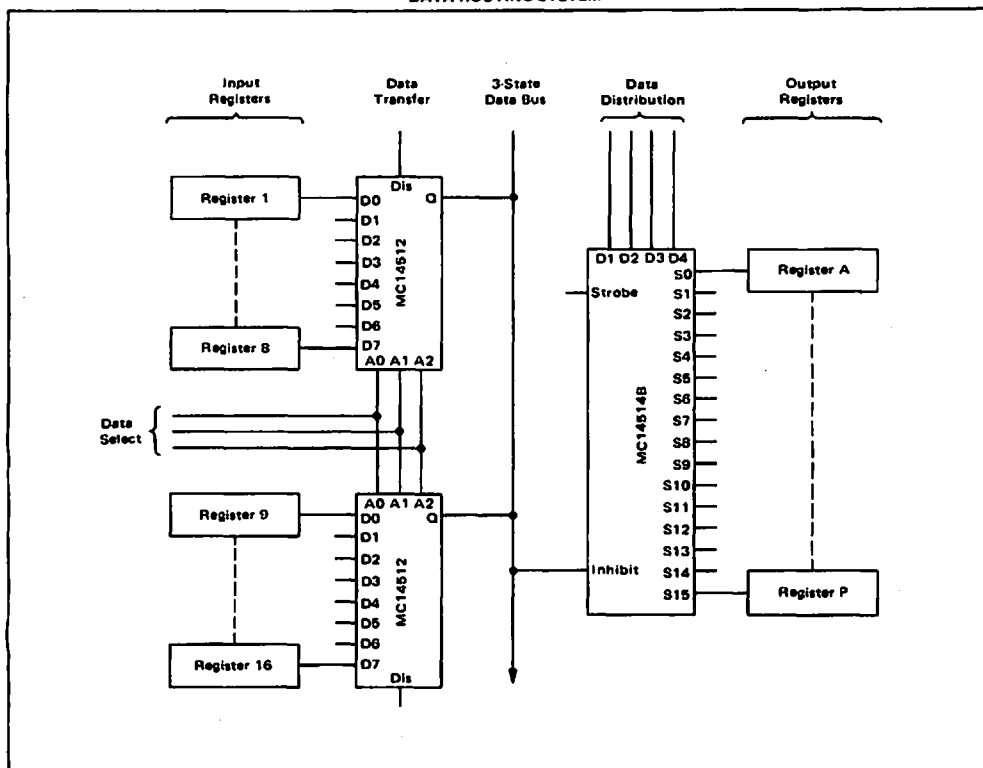 Input
Registers
Data
Transfer
3-State
Data Bus
Data
Distribution
Output
Registers
Register 1
Register 8
Dis
Q
D0
D1
D2
D3
D4
D5
D6
D7
MC14512
A0 A1 A2
Data
Select
Register 9
Register 16
A0 A1 A2
Q
D0
D1
D2
D3
D4
D5
D6
D7
MC14512
Dis
D1 D2 D3 D4
Strobe
Inhibit
MC14514B
S0
S1
S2
S3
S4
S5
S6
S7
S8
S9
S10
S11
S12
S13
S14
S15
Register A
Register P